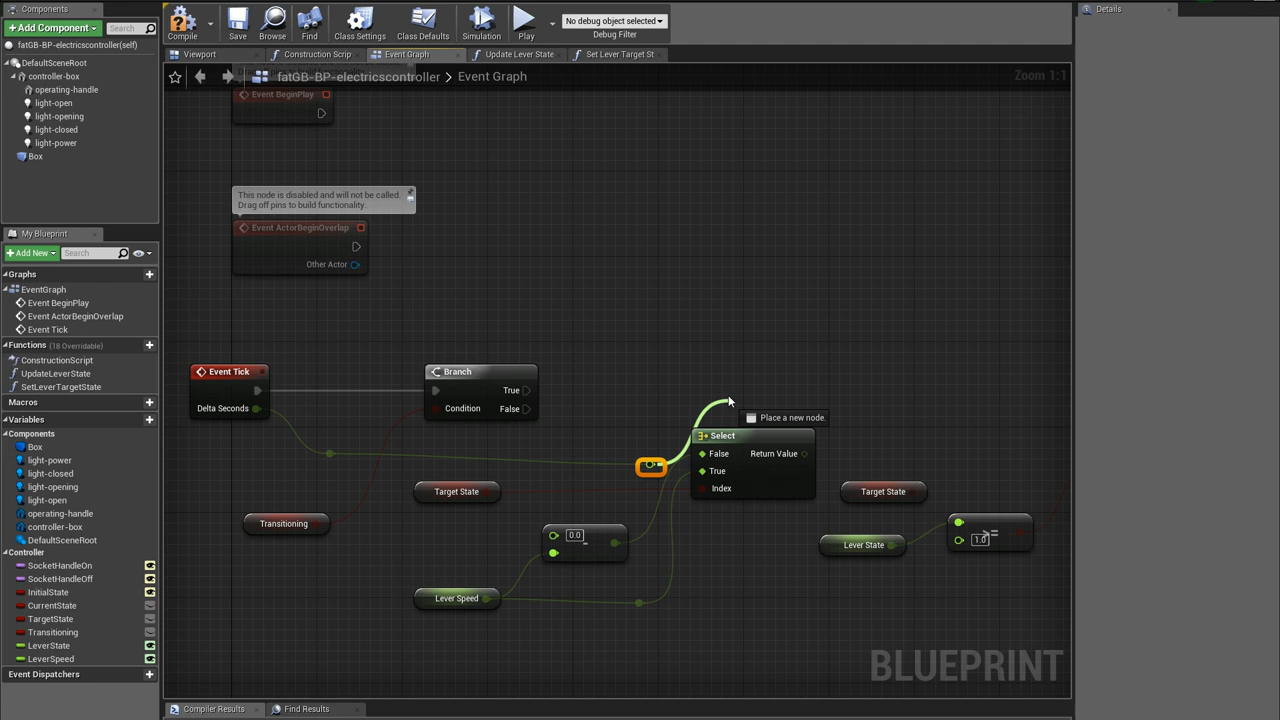 Components
Add Component
Search
fatGB-BP-electricscontroller(self)
DefaultSceneRoot
controller-box
operating-handle
light-open
light-opening
light-closed
light-power
Box
My Blueprint
Add New
Search
Graphs
EventGraph
Event BeginPlay
Event ActorBeginOverlap
Event Tick
Functions (18 Overridable)
ConstructionScript
UpdateLeverState
SetLeverTargetState
Macros
Variables
Components
Box
light-power
light-closed
light-opening
light-open
operating-handle
controller-box
DefaultSceneRoot
Controller
SocketHandleOn
SocketHandleOff
InitialState
CurrentState
TargetState
Transitioning
LeverState
LeverSpeed
Event Dispatchers
Compile
Save
Browse
Find
Class Settings
Class Defaults
Simulation
Play
No debug object selected
Debug Filter
Viewport
Construction Scrip
Event Graph
Update Lever State
Set Lever Target St
fatGB-BP-electricscontroller > Event Graph
Zoom 1:1
Event BeginPlay
This node is disabled and will not be called.
Drag off pins to build functionality.
Event ActorBeginOverlap
Other Actor
Event Tick
Delta Seconds
Branch
True
Condition
False
Place a new node.
Select
False
Return Value
True
Index
Target State
Target State
Transitioning
0.0
Lever State
>=
1.0
Lever Speed
BLUEPRINT
Compiler Results
Find Results
Details